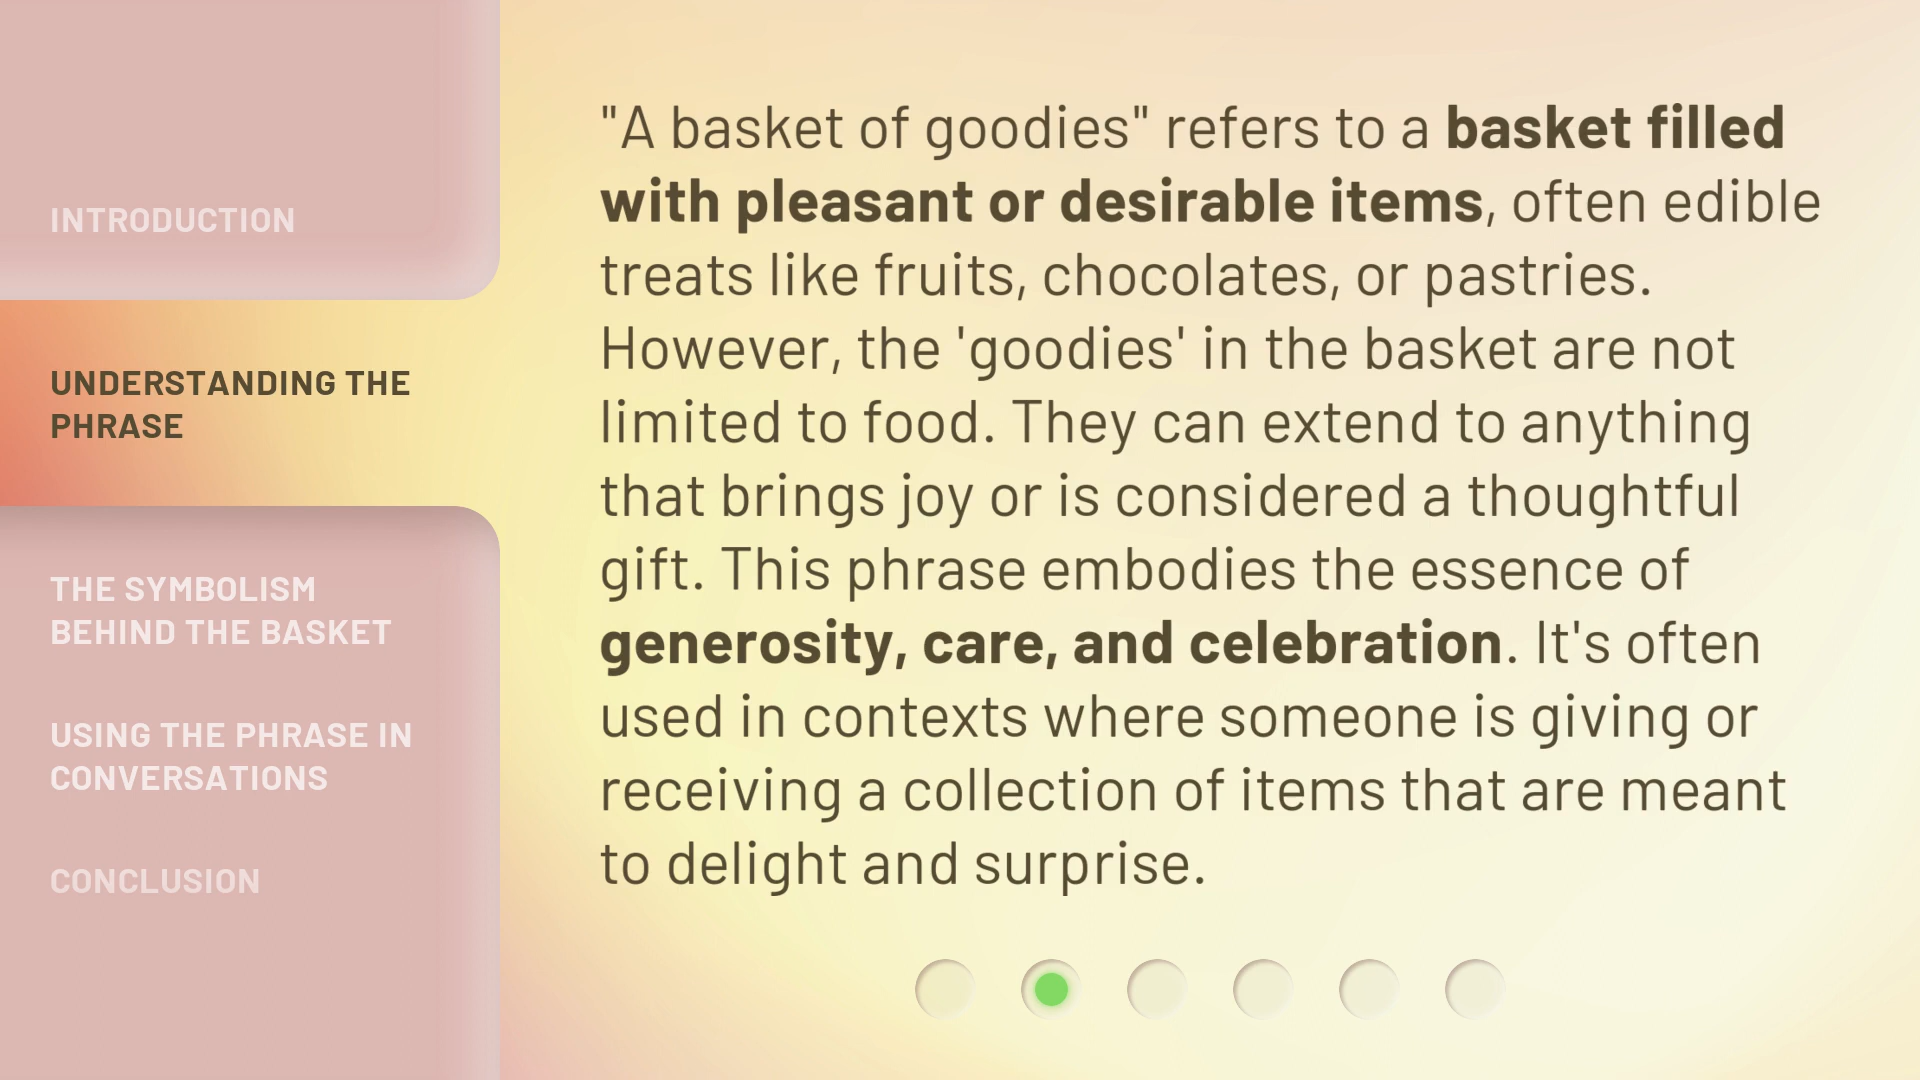 INTRODUCTION
UNDERSTANDING THE
PHRASE
THE SYMBOLISM
BEHIND THE BASKET
USING THE PHRASE IN
CONVERSATIONS
CONCLUSION
"A basket of goodies" refers to a basket filled
with pleasant or desirable items, often edible
treats like fruits, chocolates, or pastries.
However, the 'goodies' in the basket are not
limited to food. They can extend to anything
that brings joy or is considered a thoughtful
gift. This phrase embodies the essence of
generosity, care, and celebration. It's often
used in contexts where someone is giving or
receiving a collection of items that are meant
to delight and surprise.